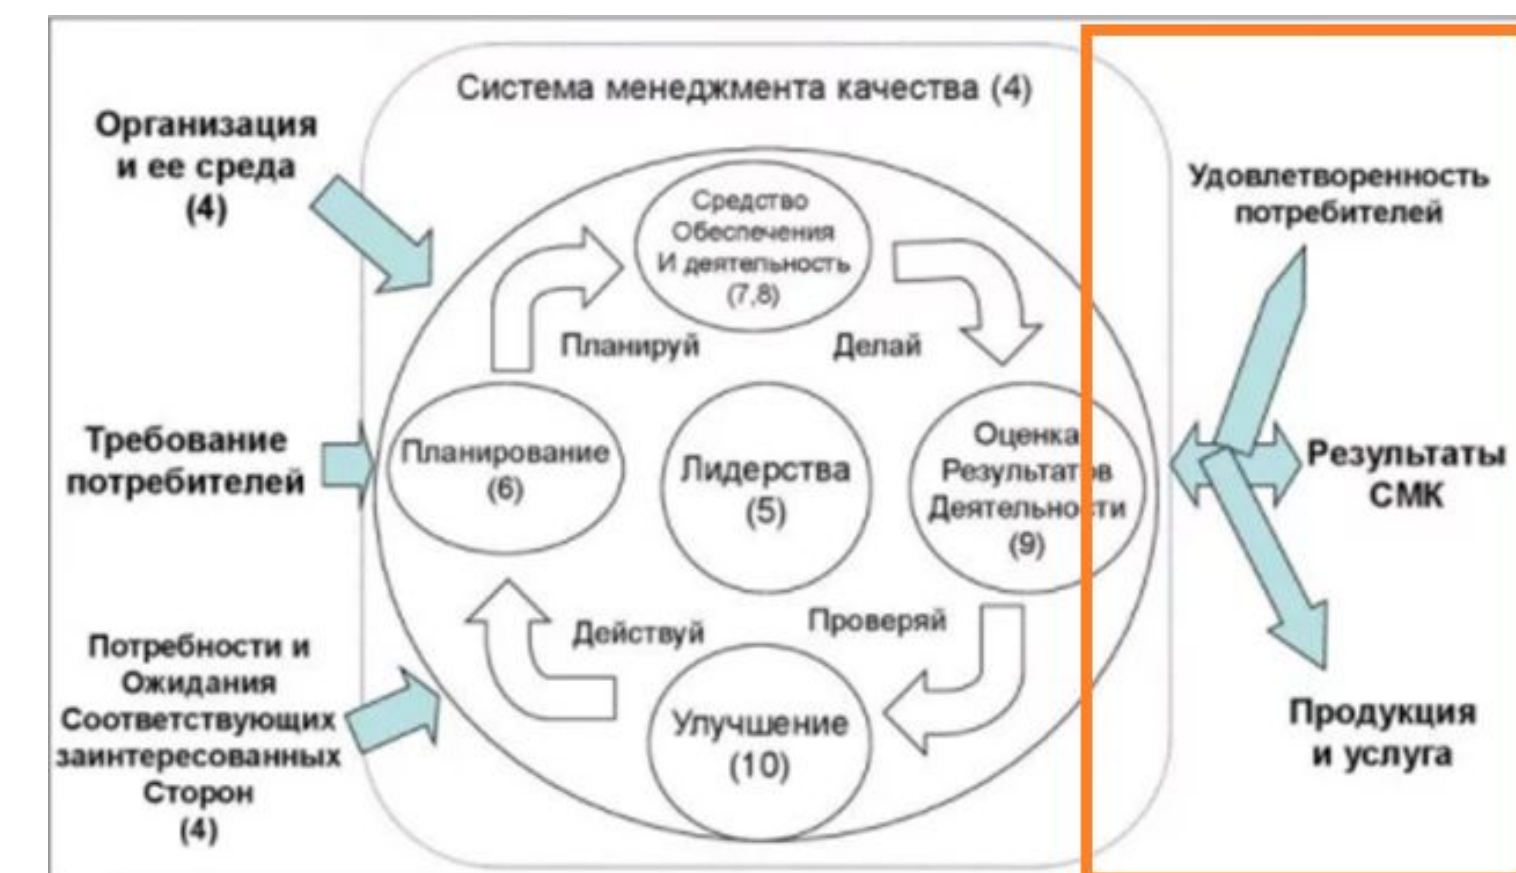 Система менеджмента качества (4)
Организация
и ее среда
(4)
Требование
потребителей
Потребности и
Ожидания
Соответствующих
заинтересованных
Сторон
(4)
Средство
Обеспечения
И деятельность
(7,8)
Планируй
Делай
Планирование
(6)
Лидерства
(5)
Оценка
Результатов
Деятельности
(9)
Действуй
Проверяй
Улучшение
(10)
Удовлетворенность
потребителей
Результаты
СМК
Продукция
и услуга